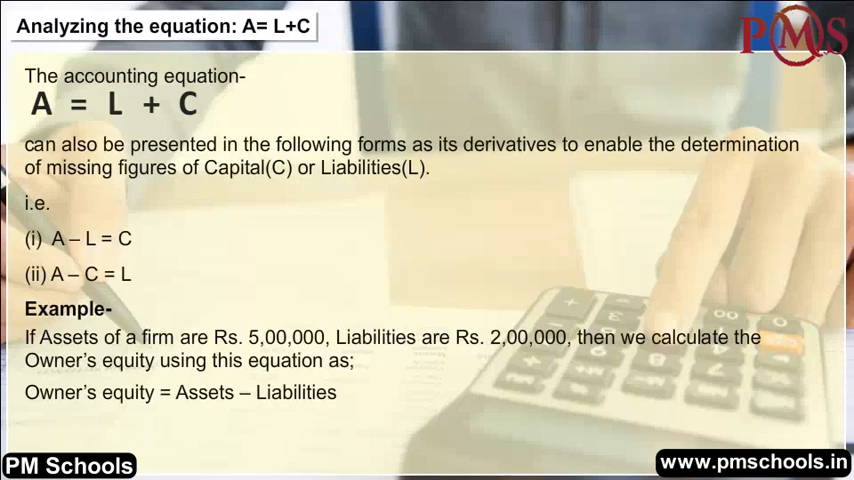 Analyzing the equation: A= L+C
PMS
The accounting equation-
A = L + C
can also be presented in the following forms as its derivatives to enable the determination
of missing figures of Capital(C) or Liabilities(L).
i.e.
(i) A – L = C
(ii) A – C = L
Example-
If Assets of a firm are Rs. 5,00,000, Liabilities are Rs. 2,00,000, then we calculate the
Owner's equity using this equation as;
Owner's equity = Assets – Liabilities
PM Schools
www.pmschools.in